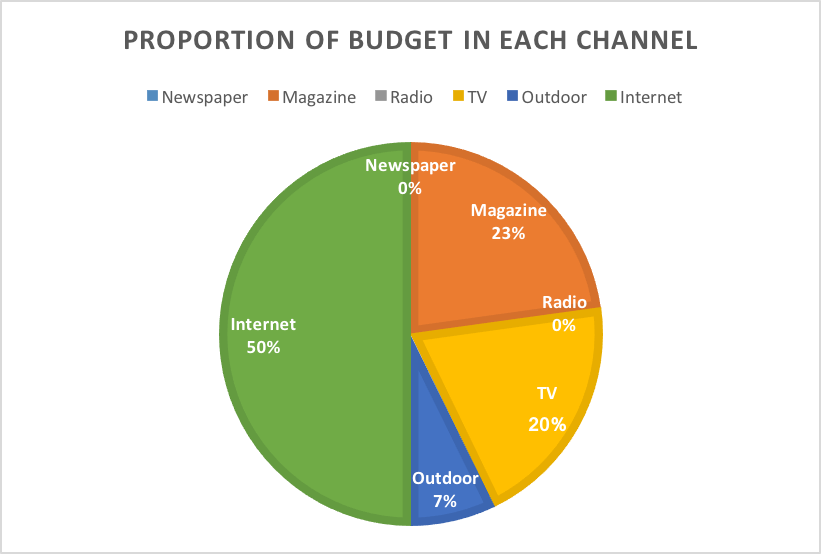 PROPORTION OF BUDGET IN EACH CHANNEL
Newspaper Magazine Radio TV Outdoor Internet
Newspaper
0%
Magazine
23%
Radio
0%
Internet
50%
TV
20%
Outdoor
7%